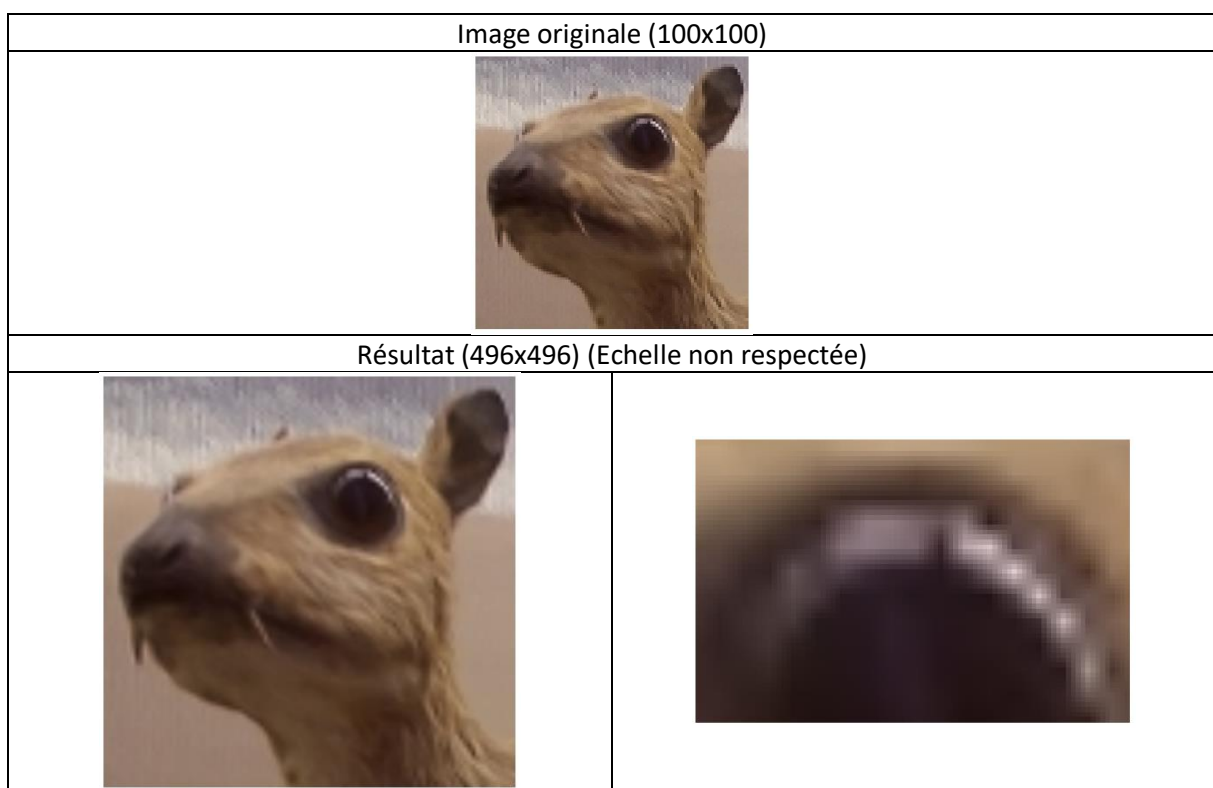 Image originale (100x100)
Résultat (496x496) (Echelle non respectée)